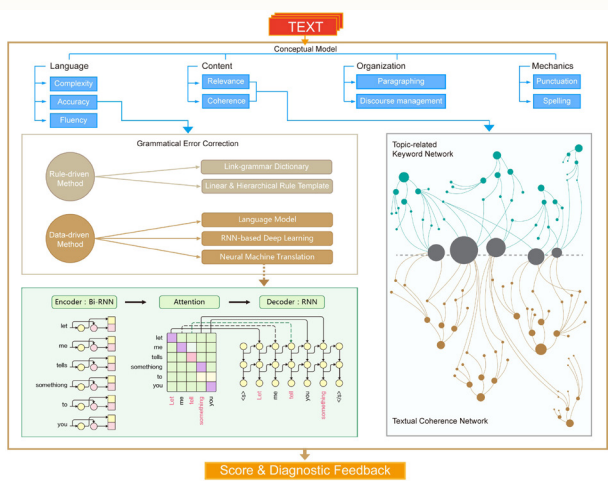 TEXT
Conceptual Model
Language
Content
Organization
Mechanics
Complexity
Relevance
Paragraphing
Punctuation
Accuracy
Coherence
Discourse management
Spelling
Fluency
Grammatical Error Correction
Rule-driven
Method
Link-grammar Dictionary
Linear & Hierarchical Rule Template
Data-driven
Method
Language Model
RNN-based Deep Learning
Neural Machine Translation
Topic-related
Keyword Network
Textual Coherence Network
Encoder : Bi-RNN
Attention
Decoder : RNN
let
me
tells
somethiong
to
you
let
me
tells
something
to
you
Let
me
tell
something
you
<s>
Let
me
tell
you
something
<s>
Score & Diagnostic Feedback